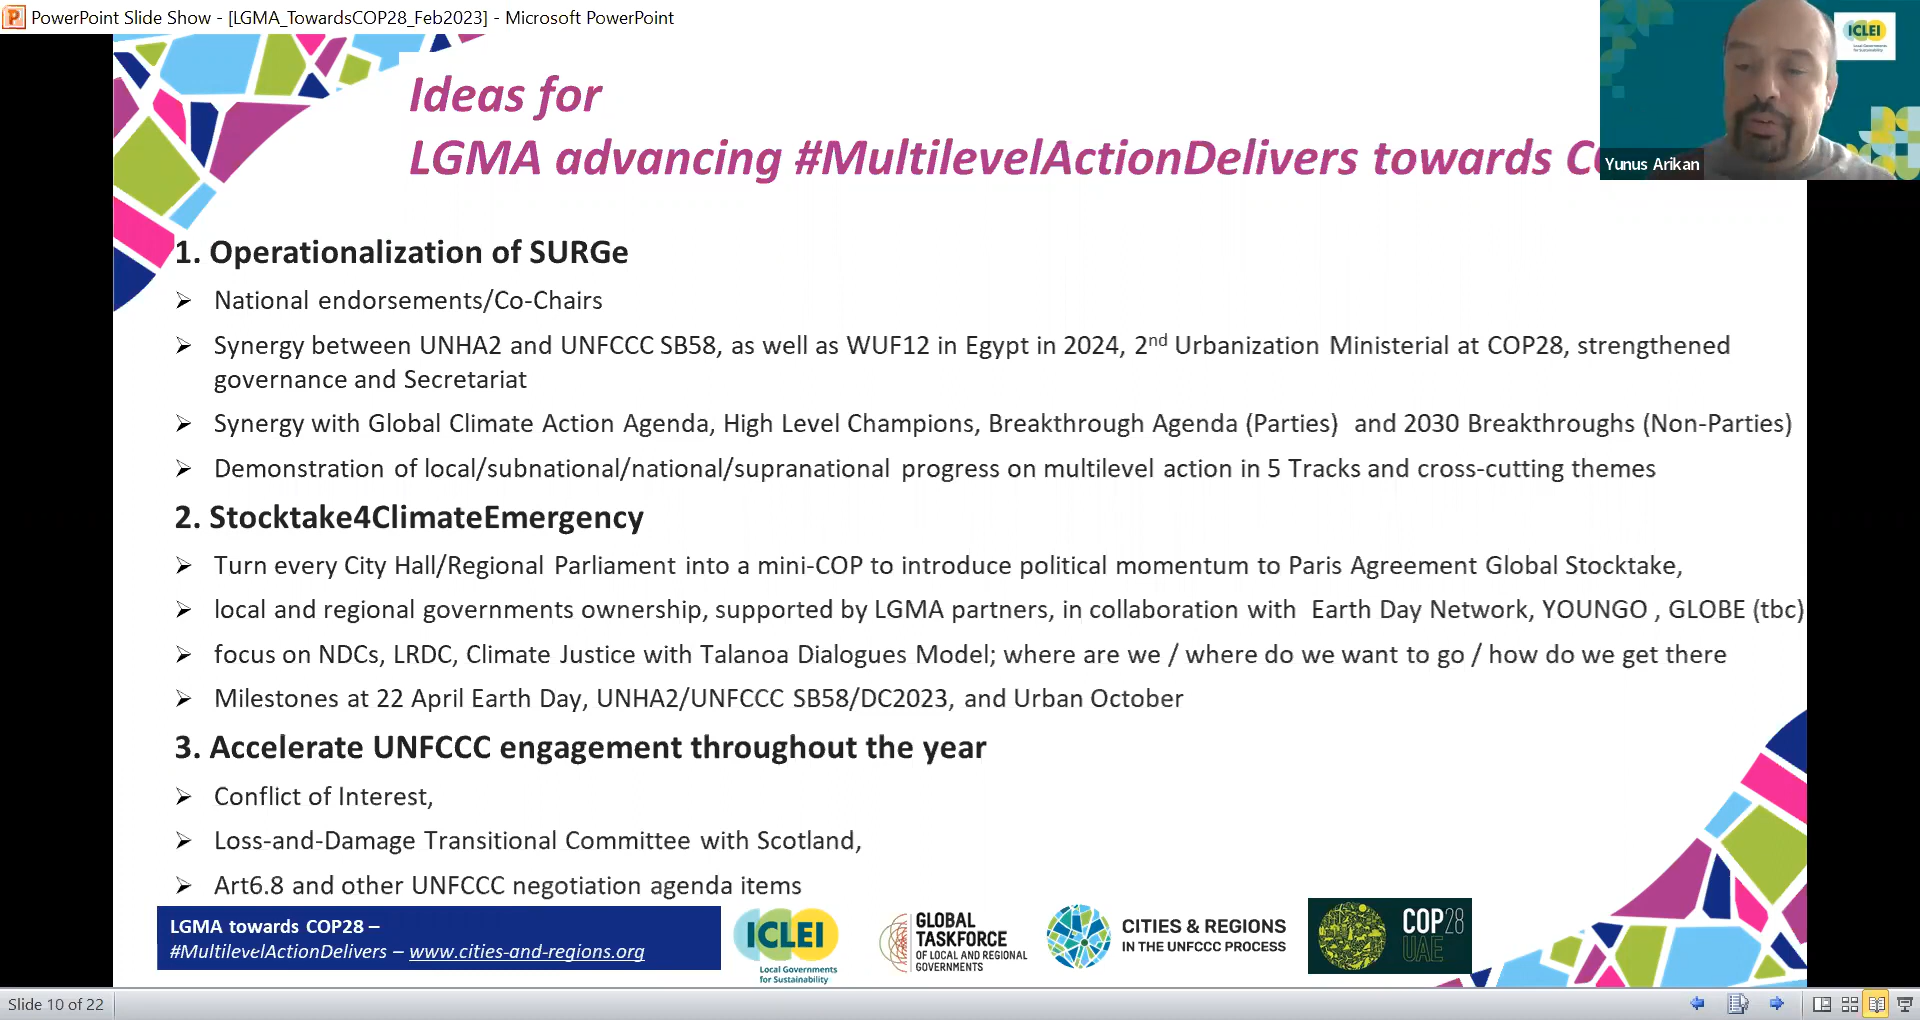 PowerPoint Slide Show - [LGMA_TowardsCOP28_Feb2023] - Microsoft PowerPoint
ICLEI
Local Governments
for Sustainability
Yunus Arikan
Ideas for
LGMA advancing #MultilevelActionDelivers towards C
1. Operationalization of SURGe
➢ National endorsements/Co-Chairs
➢ Synergy between UNHA2 and UNFCCC SB58, as well as WUF12 in Egypt in 2024, 2nd Urbanization Ministerial at COP28, strengthened
governance and Secretariat
➢ Synergy with Global Climate Action Agenda, High Level Champions, Breakthrough Agenda (Parties) and 2030 Breakthroughs (Non-Parties)
➢ Demonstration of local/subnational/national/supranational progress on multilevel action in 5 Tracks and cross-cutting themes
2. Stocktake4ClimateEmergency
➢ Turn every City Hall/Regional Parliament into a mini-COP to introduce political momentum to Paris Agreement Global Stocktake,
➢ local and regional governments ownership, supported by LGMA partners, in collaboration with Earth Day Network, YOUNGO , GLOBE (tbc)
➢ focus on NDCs, LRDC, Climate Justice with Talanoa Dialogues Model; where are we / where do we want to go / how do we get there
➢ Milestones at 22 April Earth Day, UNHA2/UNFCCC SB58/DC2023, and Urban October
3. Accelerate UNFCCC engagement throughout the year
➢ Conflict of Interest,
➢ Loss-and-Damage Transitional Committee with Scotland,
➢ Art6.8 and other UNFCCC negotiation agenda items
LGMA towards COP28 –
#MultilevelActionDelivers – www.cities-and-regions.org
ICLEI
Local Governments
for Sustainability
GLOBAL
TASKFORCE
OF LOCAL AND REGIONAL
GOVERNMENTS
CITIES & REGIONS
IN THE UNFCCC PROCESS
COP28
UAE
Slide 10 of 22